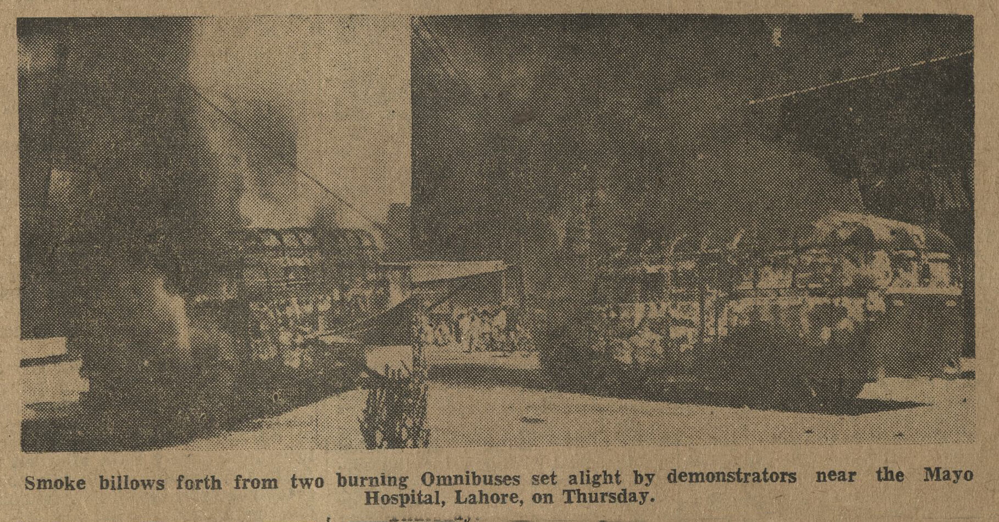 Smoke billows forth from two burning Omnibuses set alight by demonstrators near the Mayo
Hospital, Lahore, on Thursday.